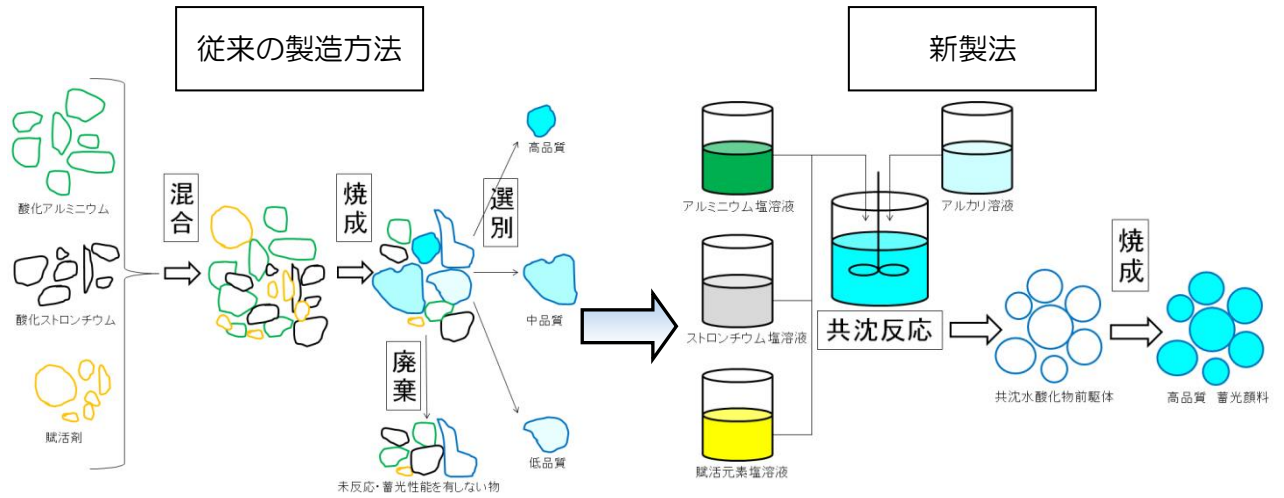 従来の製造方法
酸化アルミニウム
酸化ストロンチウム
賦活剤
混合
焼成
選別
高品質
中品質
低品質
廃棄
未反応・蓄光性能を有しない物
新製法
アルミニウム塩溶液
アルカリ溶液
ストロンチウム塩溶液
賦活元素塩溶液
共沈反応
共沈水酸化物前駆体
焼成
高品質 蓄光顔料